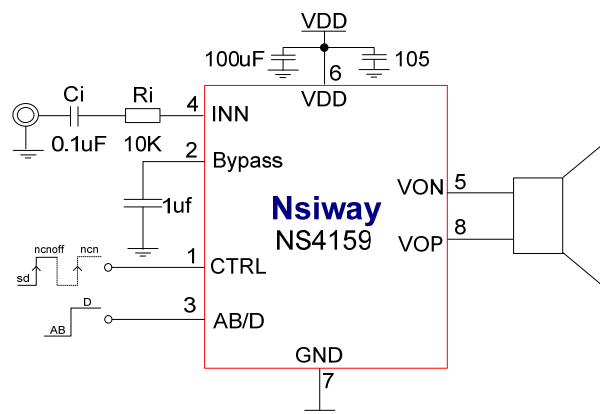 VDD
100uF
105
6
VDD
Ci
Ri
4
INN
0.1uF
10K
2
Bypass
1uf
VON
5
Nsiway
NS4159
VOP
8
ncnoff
ncn
sd
1
CTRL
D
AB
3
AB/D
GND
7